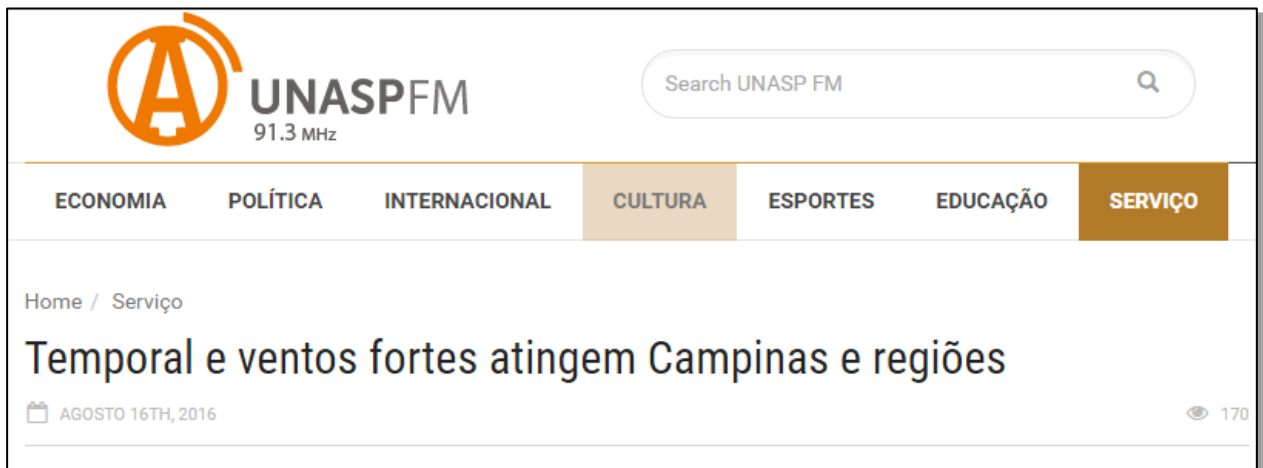 UNASPFM
91.3 MHz
Search UNASP FM
ECONOMIA POLÍTICA INTERNACIONAL CULTURA ESPORTES EDUCAÇÃO SERVIÇO
Home / Serviço
Temporal e ventos fortes atingem Campinas e regiões
AGOSTO 16TH, 2016 170